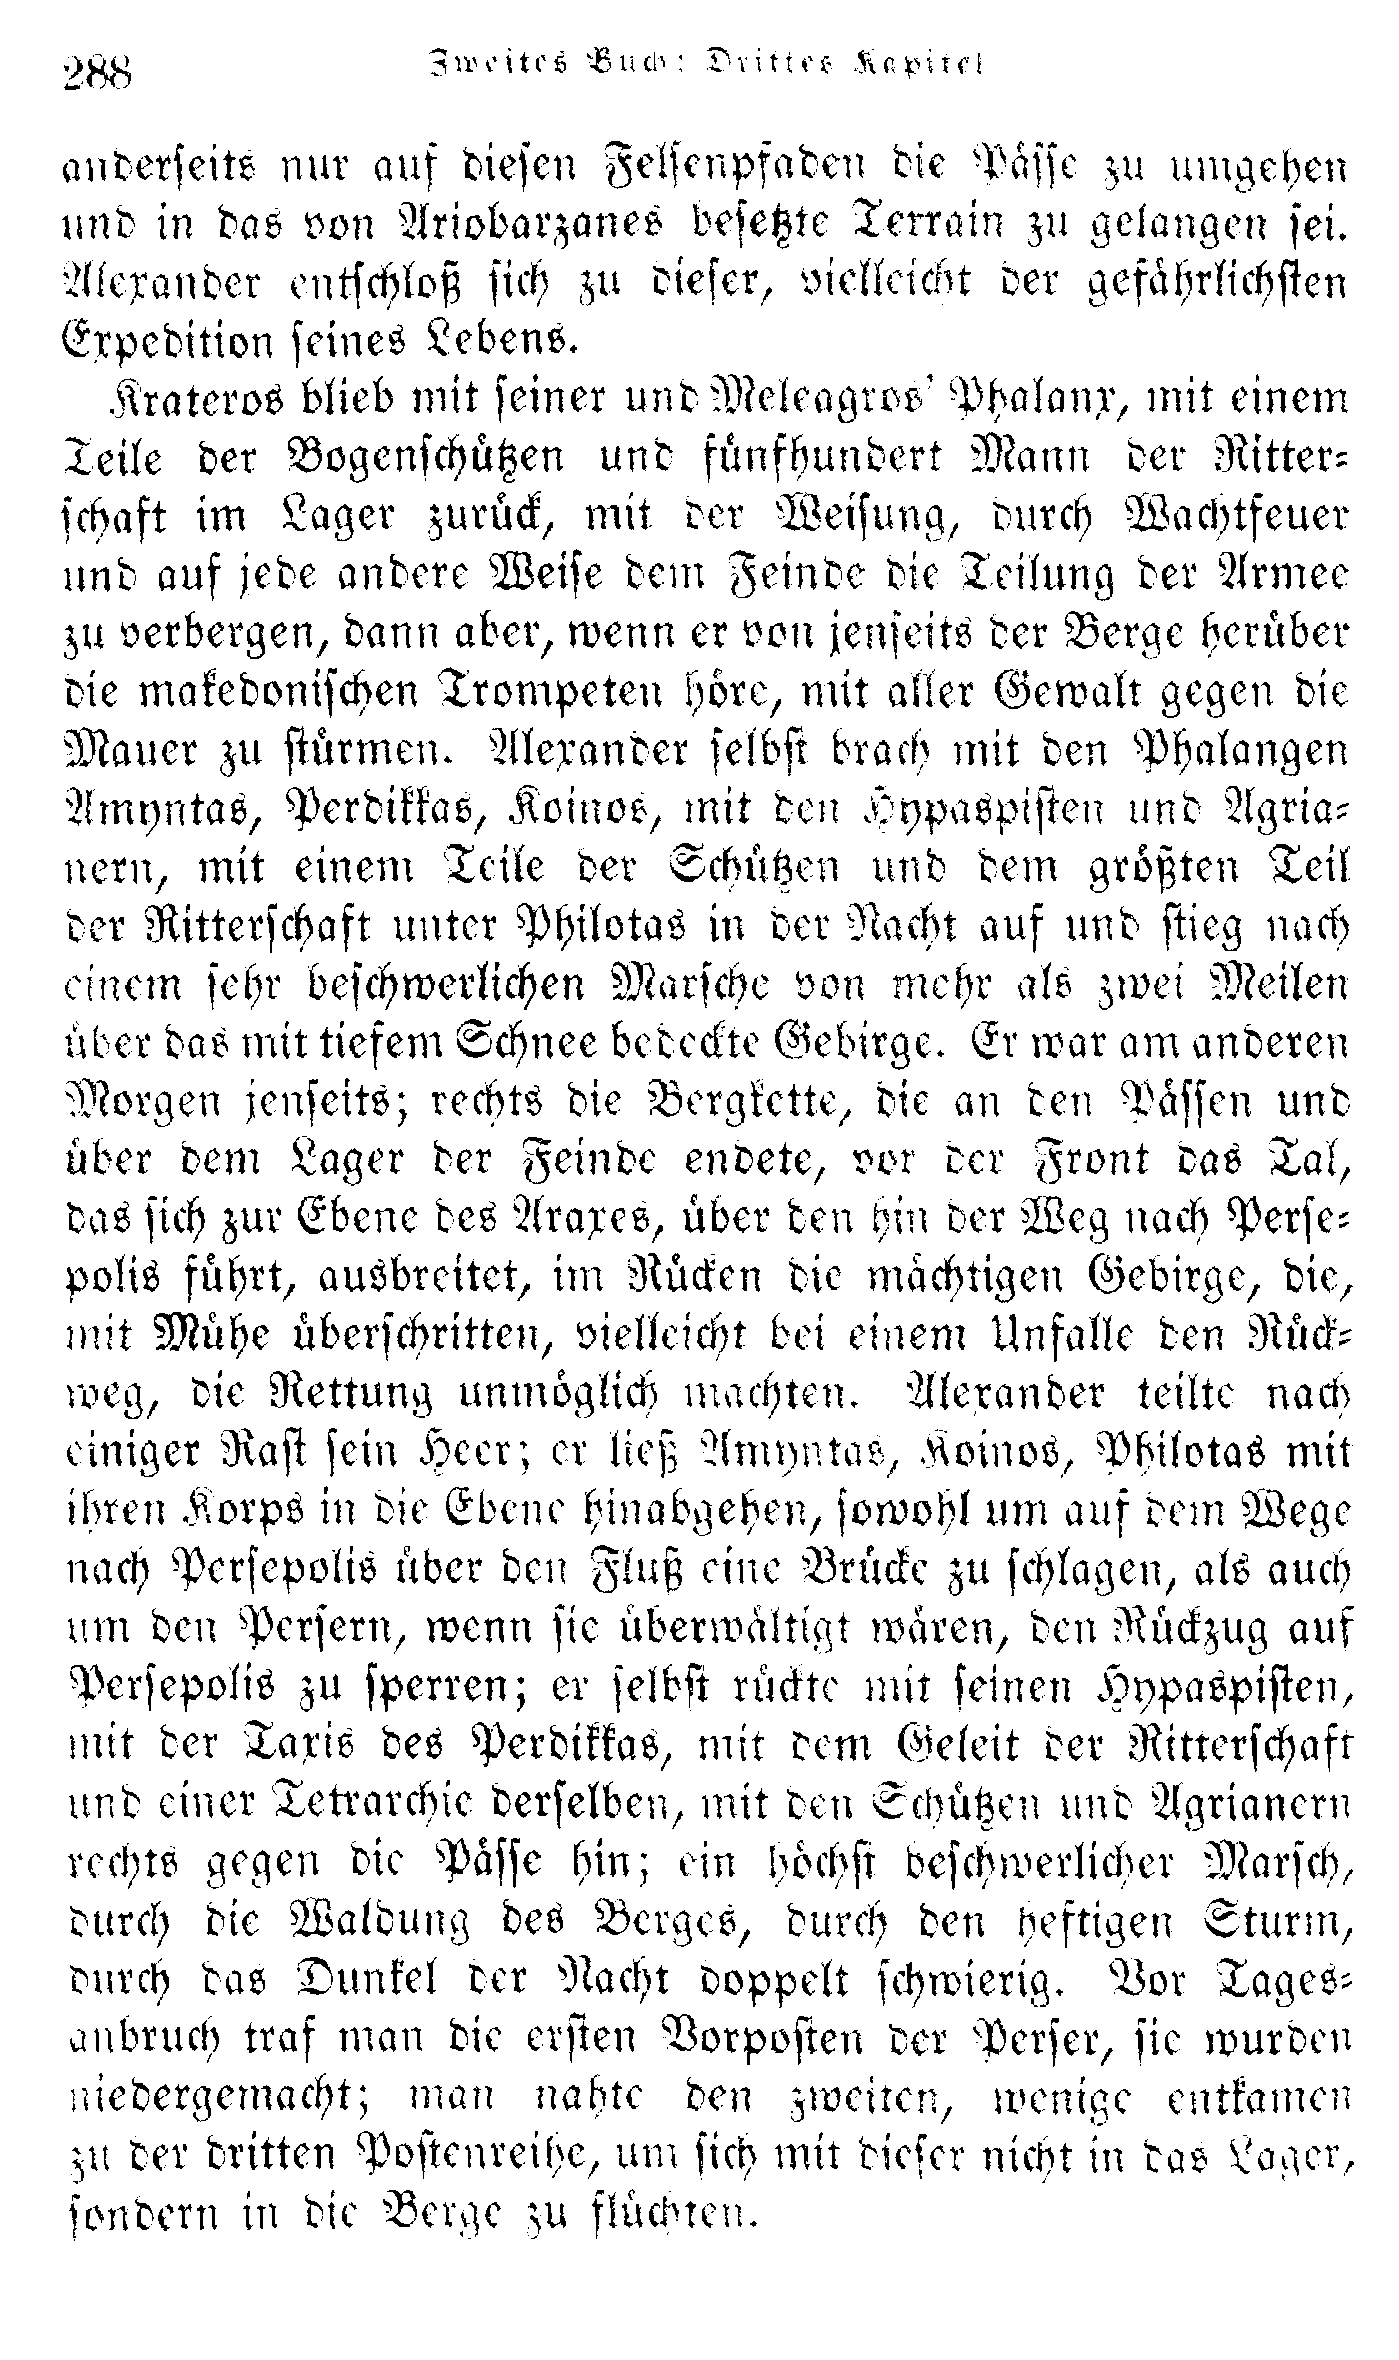 288
Zweites Buch: Drittes Kapitel
anderseits nur auf diesen Felsenpfaden die Pässe zu umgehen
und in das von Ariobarzanes besetzte Terrain zu gelangen sei.
Alexander entschloß sich zu dieser, vielleicht der gefährlichsten
Expedition seines Lebens.
Krateros blieb mit seiner und Meleagros' Phalanx, mit einem
Teile der Bogenschützen und fünfhundert Mann der Ritter-
schaft im Lager zurück, mit der Weisung, durch Wachtfeuer
und auf jede andere Weise dem Feinde die Teilung der Armee
zu verbergen, dann aber, wenn er von jenseits der Berge herüber
die makedonischen Trompeten höre, mit aller Gewalt gegen die
Mauer zu stürmen. Alexander selbst brach mit den Phalangen
Amyntas, Perdikkas, Koinos, mit den Hypaspisten und Agria-
nern, mit einem Teile der Schützen und dem größten Teil
der Ritterschaft unter Philotas in der Nacht auf und stieg nach
einem sehr beschwerlichen Marsche von mehr als zwei Meilen
über das mit tiefem Schnee bedeckte Gebirge. Er war am anderen
Morgen jenseits; rechts die Bergkette, die an den Pässen und
über dem Lager der Feinde endete, vor der Front das Tal,
das sich zur Ebene des Araxes, über den hin der Weg nach Perse-
polis führt, ausbreitet, im Rücken die mächtigen Gebirge, die,
mit Mühe überschritten, vielleicht bei einem Unfalle den Rück-
weg, die Rettung unmöglich machten. Alexander teilte nach
einiger Rast sein Heer; er ließ Amyntas, Koinos, Philotas mit
ihren Korps in die Ebene hinabgehen, sowohl um auf dem Wege
nach Persepolis über den Fluß eine Brücke zu schlagen, als auch
um den Persern, wenn sie überwältigt wären, den Rückzug auf
Persepolis zu sperren; er selbst rückte mit seinen Hypaspisten,
mit der Taxis des Perdikkas, mit dem Geleit der Ritterschaft
und einer Tetrarchie derselben, mit den Schützen und Agrianern
rechts gegen die Pässe hin; ein höchst beschwerlicher Marsch,
durch die Waldung des Berges, durch den heftigen Sturm,
durch das Dunkel der Nacht doppelt schwierig. Vor Tages-
anbruch traf man die ersten Vorposten der Perser, sie wurden
niedergemacht; man nahte den zweiten, wenige entkamen
zu der dritten Postenreihe, um sich mit dieser nicht in das Lager,
sondern in die Berge zu flüchten.